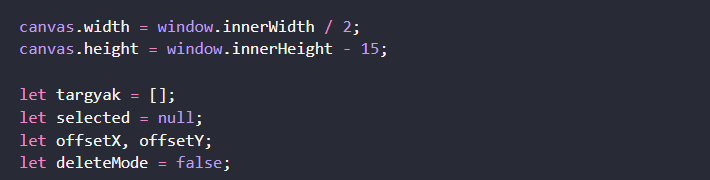 canvas.width = window.innerWidth / 2;
canvas.height = window.innerHeight - 15;
let targyak = [];
let selected = null;
let offsetX, offsetY;
let deleteMode = false;